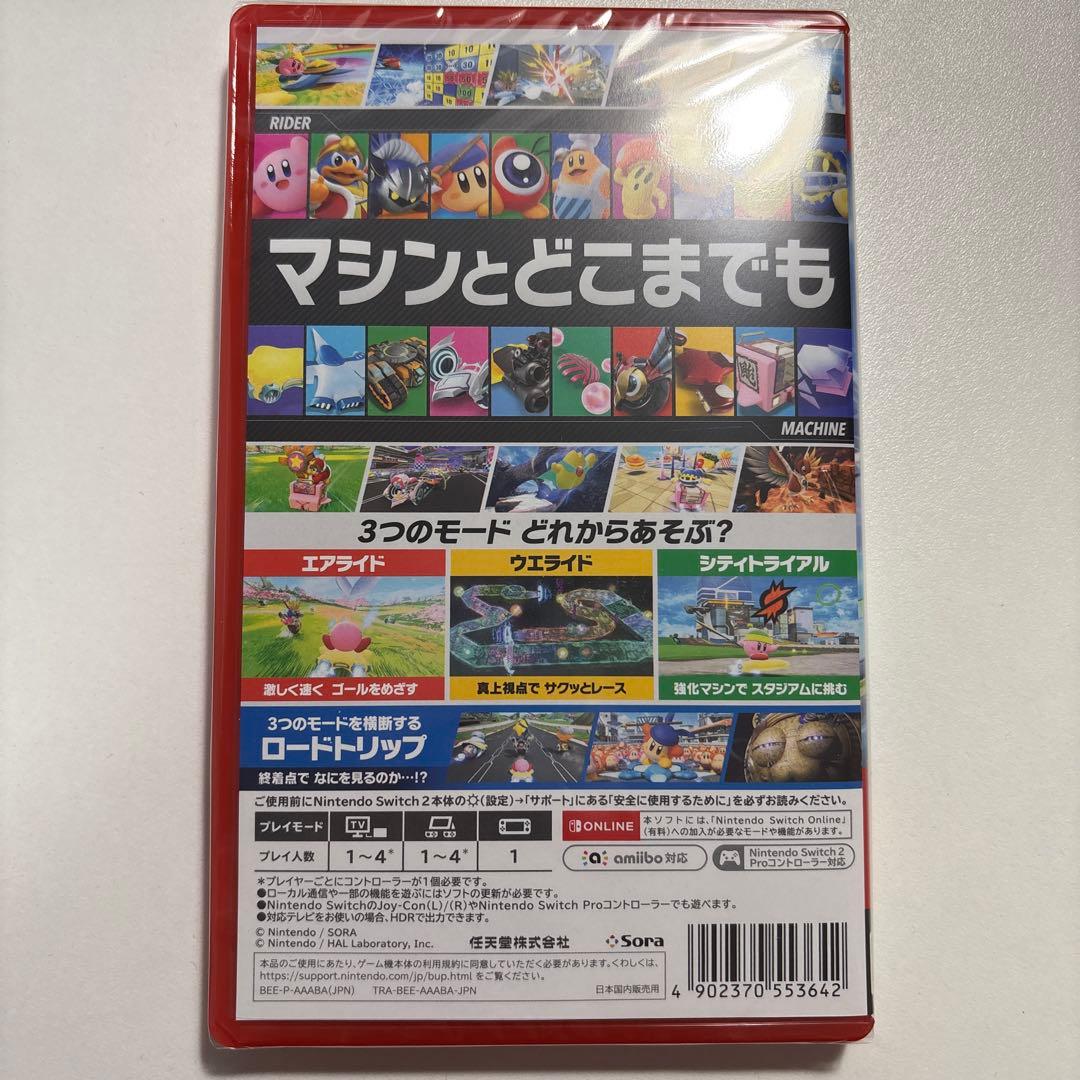 RIDER
マシンとどこまでも
MACHINE
3つのモード どれからあそぶ?
エアライド
ウエライド
シティトライアル
激しく速く ゴールをめざす
真上視点で サクッとレース
強化マシンで スタジアムに挑む
3つのモードを横断する
ロードトリップ
終着点で なにを見るのか…!?
ご使用前にNintendo Switch 2本体の(設定)→「サポート」にある「安全に使用するために」を必ずお読みください。
プレイモード
TV
プレイ人数
1〜4*
1〜4*
1
ONLINE
本ソフトには、「Nintendo Switch Online」
(有料)への加入が必要なモードや機能があります。
amiibo対応
Nintendo Switch 2
Proコントローラー対応
*プレイヤーごとにコントローラーが1個必要です。
●ローカル通信や一部の機能を遊ぶにはソフトの更新が必要です。
●Nintendo SwitchのJoy-Con(L)/(R)やNintendo Switch Proコントローラーでも遊べます。
●対応テレビをお使いの場合、HDRで出力できます。
© Nintendo / SORA
© Nintendo / HAL Laboratory, Inc.
任天堂株式会社
Sora
本品のご使用にあたり、ゲーム機本体の利用規約に同意していただく必要があります。くわしくは、
https://support.nintendo.com/jp/bup.html をご覧ください。
BEE-P-AAABA(JPN) TRA-BEE-AAABA-JPN
日本国内販売用
4 902370 553642